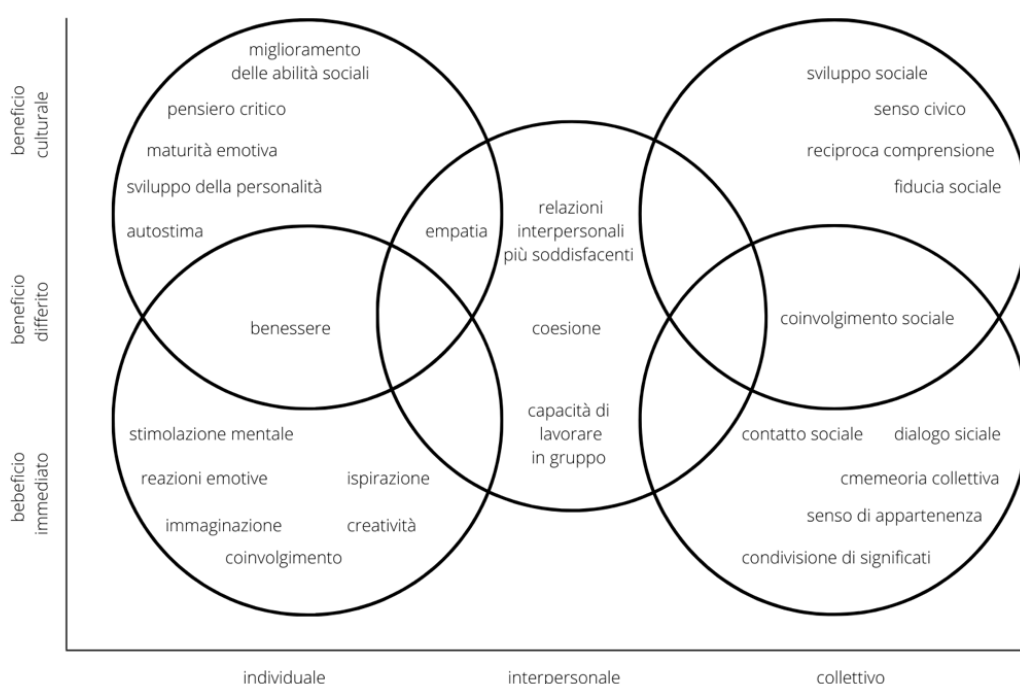 beneficio
culturale
beneficio
differito
bebeficio
immediato
miglioramento
delle abilità sociali
pensiero critico
maturità emotiva
sviluppo della personalità
autostima
benessere
stimolazione mentale
reazioni emotive
ispirazione
immaginazione
creatività
coinvolgimento
empatia
relazioni
interpersonali
più soddisfacenti
coesione
capacità di
lavorare
in gruppo
sviluppo sociale
senso civico
reciproca comprensione
fiducia sociale
coinvolgimento sociale
contatto sociale
dialogo siciale
cmemeoria collettiva
senso di appartenenza
condivisione di significati
individuale
interpersonale
collettivo